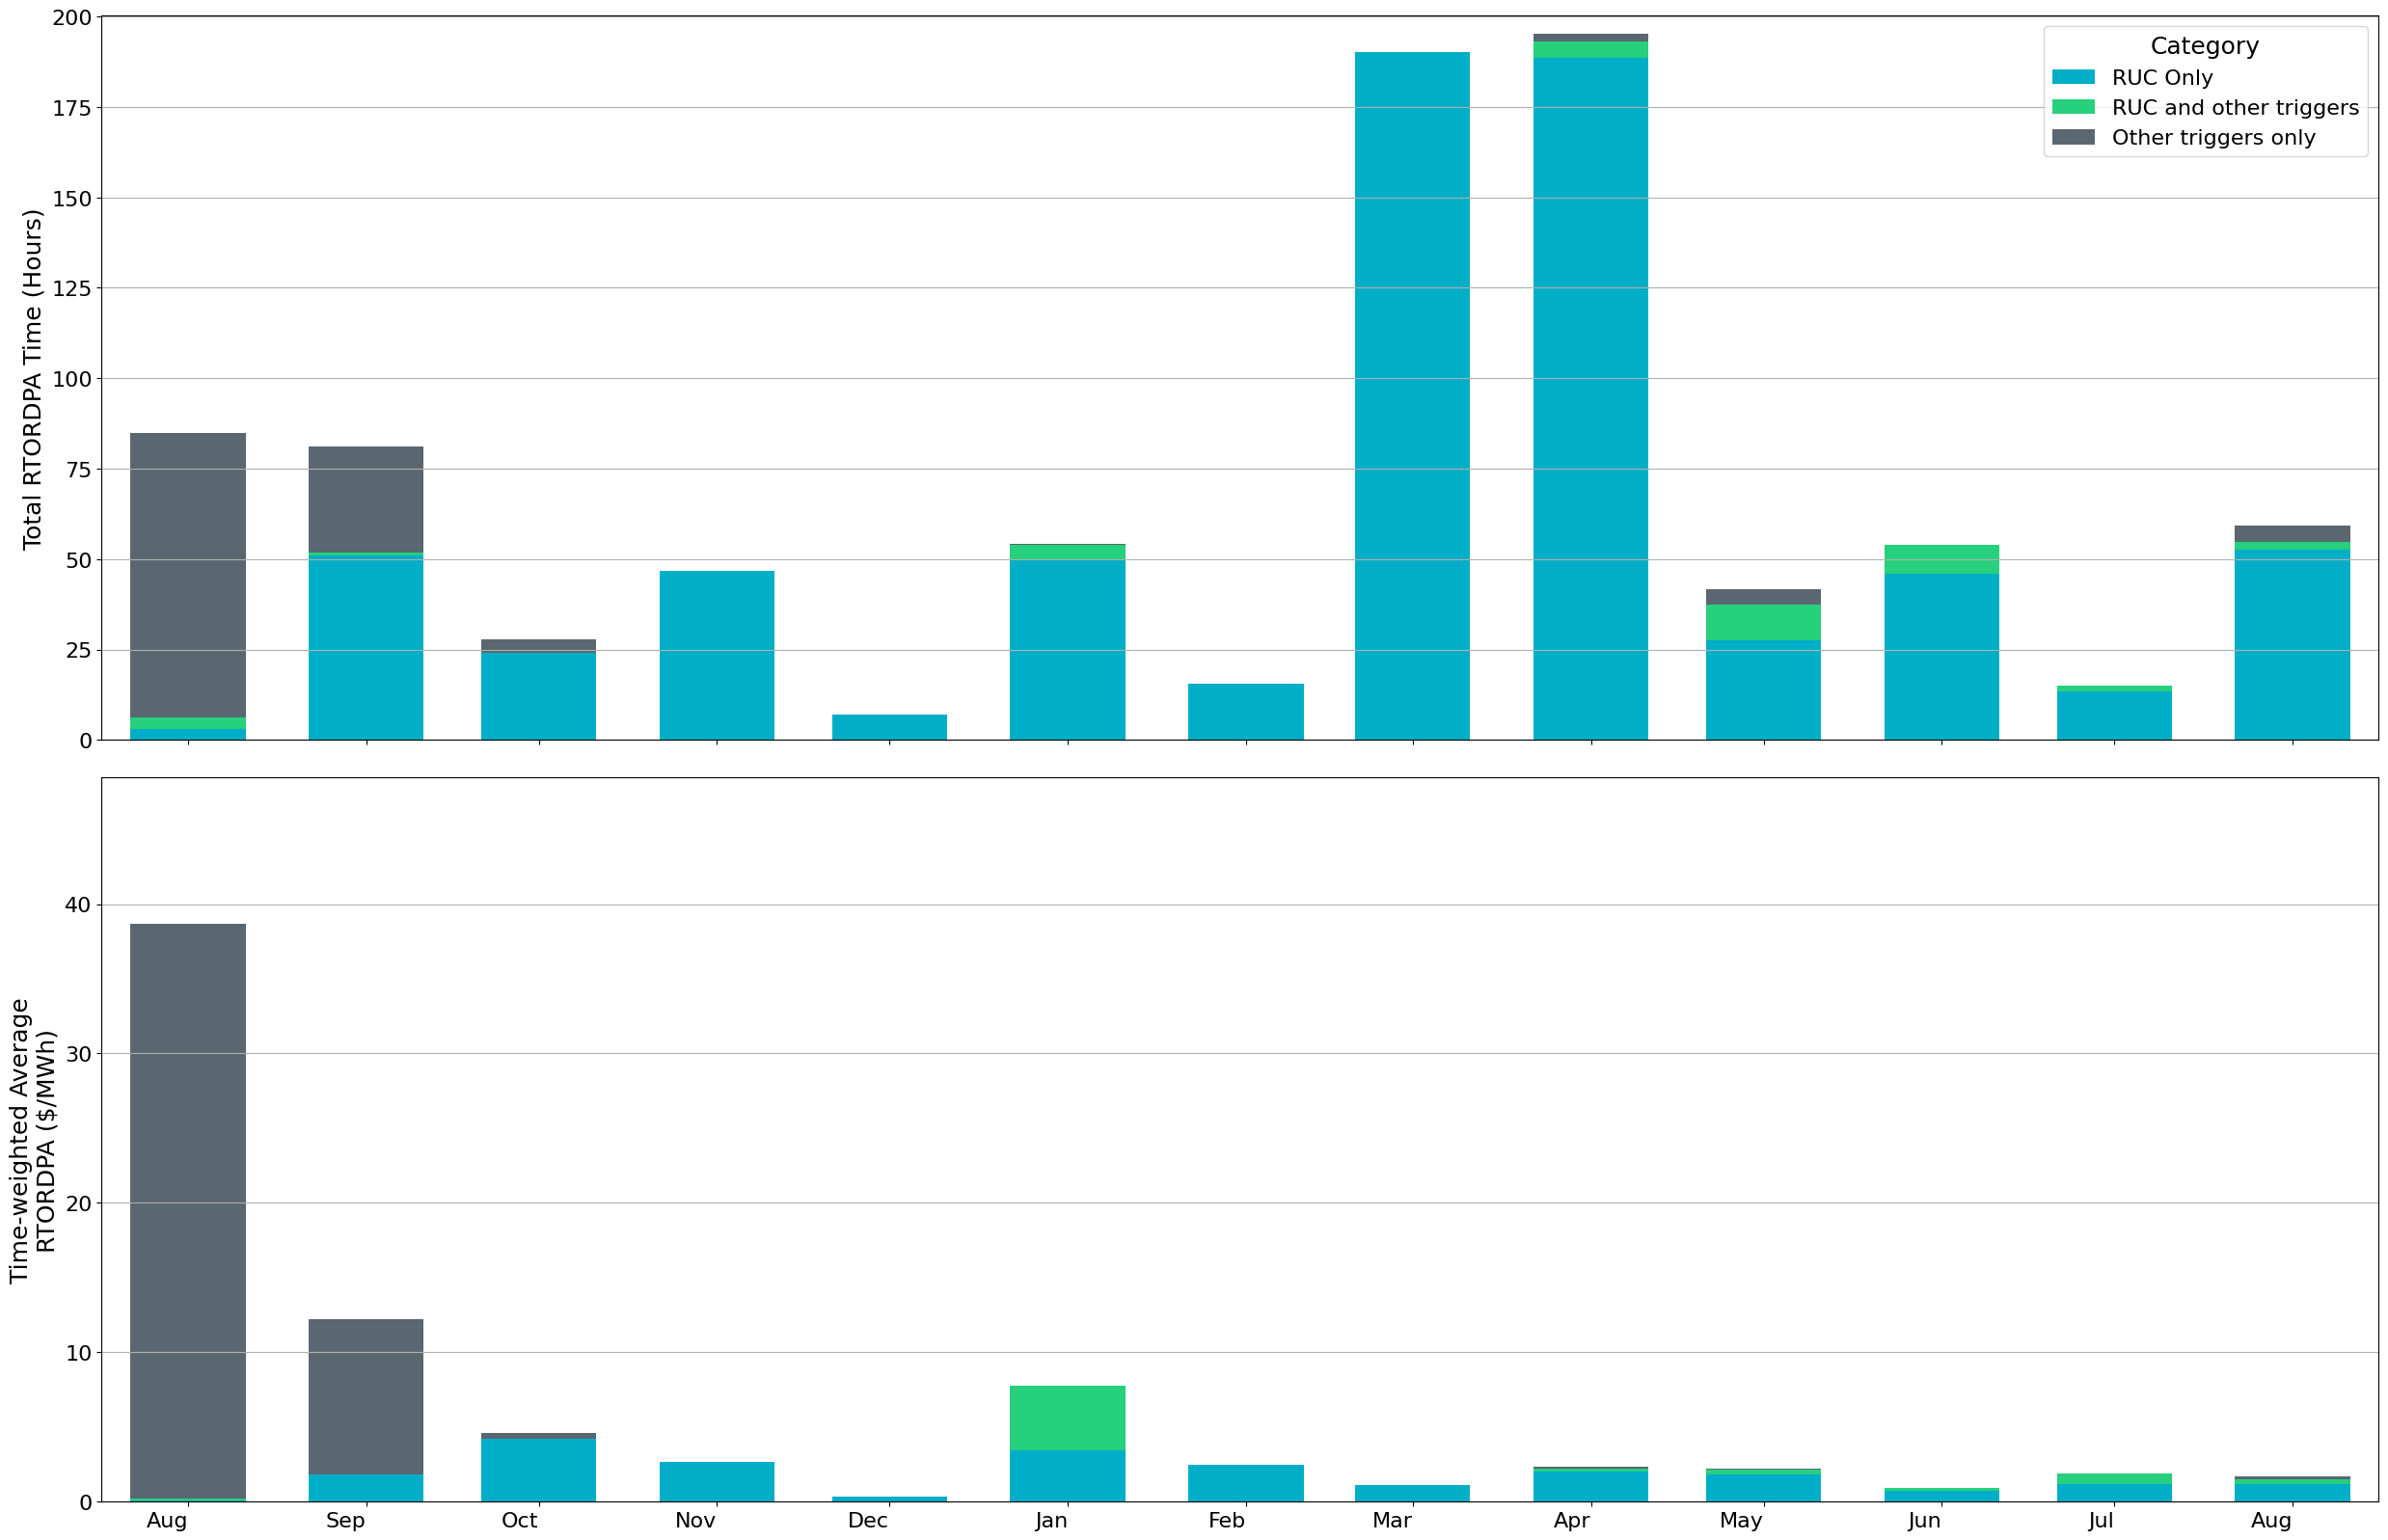 Total RTORDPA Time (Hours)
200
175
150
125
100
75
50
25
0
Category
RUC Only
RUC and other triggers
Other triggers only
Time-weighted Average
RTORDPA ($/MWh)
40
30
20
10
0
Aug Sep Oct Nov Dec Jan Feb Mar Apr May Jun Jul Aug